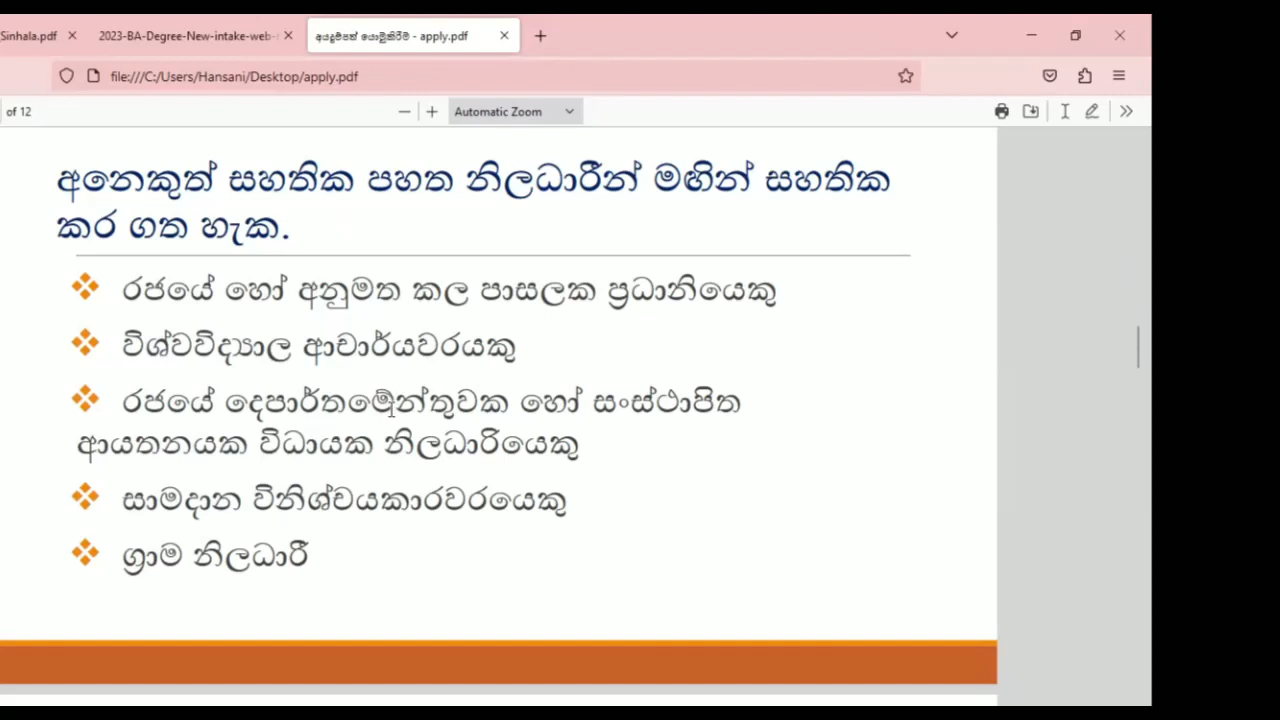 Sinhala.pdf
2023-BA-Degree-New-intake-web-
අයදුම්පත් යොමුකිරීම - apply.pdf
file:///C:/Users/Hansani/Desktop/apply.pdf
of 12
Automatic Zoom
අනෙකුත් සහතික පහත නිලධාරීන් මඟින් සහතික
කර ගත හැක.
❖ රජයේ හෝ අනුමත කල පාසලක ප්‍රධානියෙකු
❖ විශ්වවිද්‍යාල ආචාර්යවරයකු
❖ රජයේ දෙපාර්තමේන්තුවක හෝ සංස්ථාපිත
ආයතනයක විධායක නිලධාරියෙකු
❖ සාමදාන විනිශ්චයකාරවරයෙකු
❖ ග්‍රාම නිලධාරී